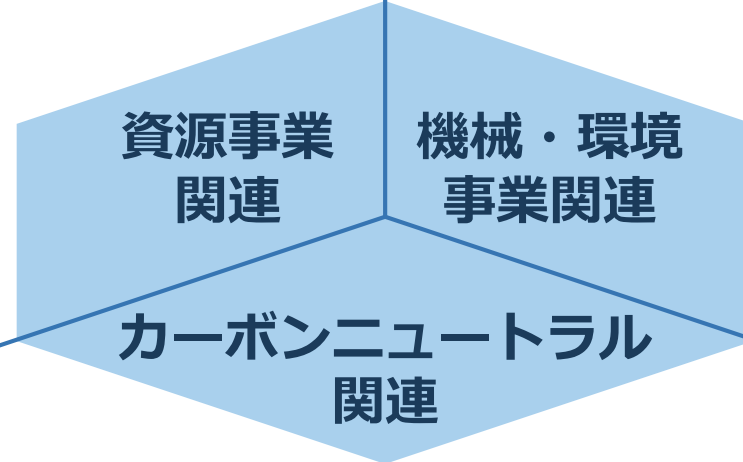 資源事業
関連
機械・環境
事業関連
カーボンニュートラル
関連